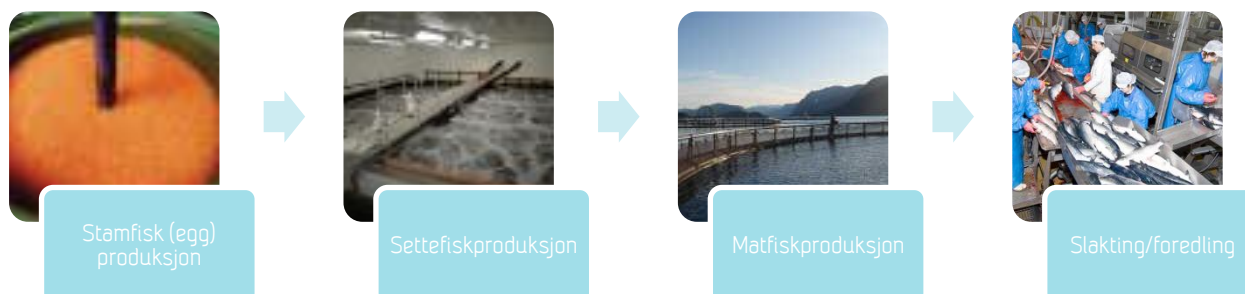 Stamfisk (egg)
produksjon
Settefiskproduksjon
Matfiskproduksjon
Slakting/foredling